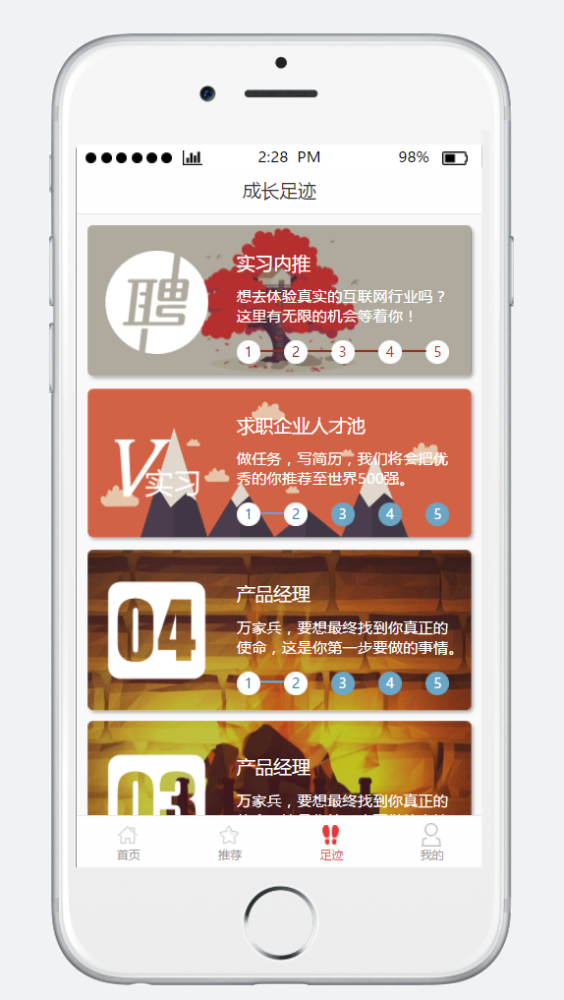 2:28 PM
98%
成长足迹
聘
实习内推
想去体验真实的互联网行业吗？
这里有无限的机会等着你！
1 2 3 4 5
V实习
求职企业人才池
做任务，写简历，我们将会把优
秀的你推荐至世界500强。
1 2 3 4 5
04
产品经理
万家兵，要想最终找到你真正的
使命，这是你第一步要做的事情。
1 2 3 4 5
03
产品经理
万家兵，要想最终找到你真正的
首页 推荐 足迹 我的